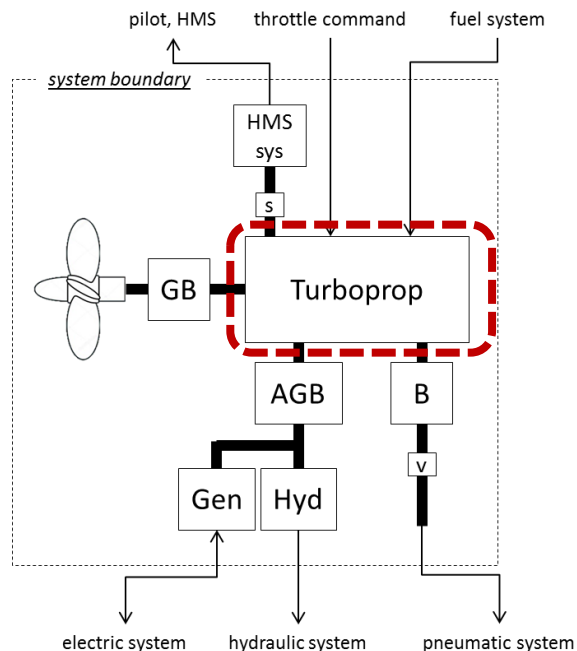 pilot, HMS
throttle command
fuel system
system boundary
HMS
sys
s
GB
Turboprop
AGB
B
v
Gen
Hyd
electric system
hydraulic system
pneumatic system